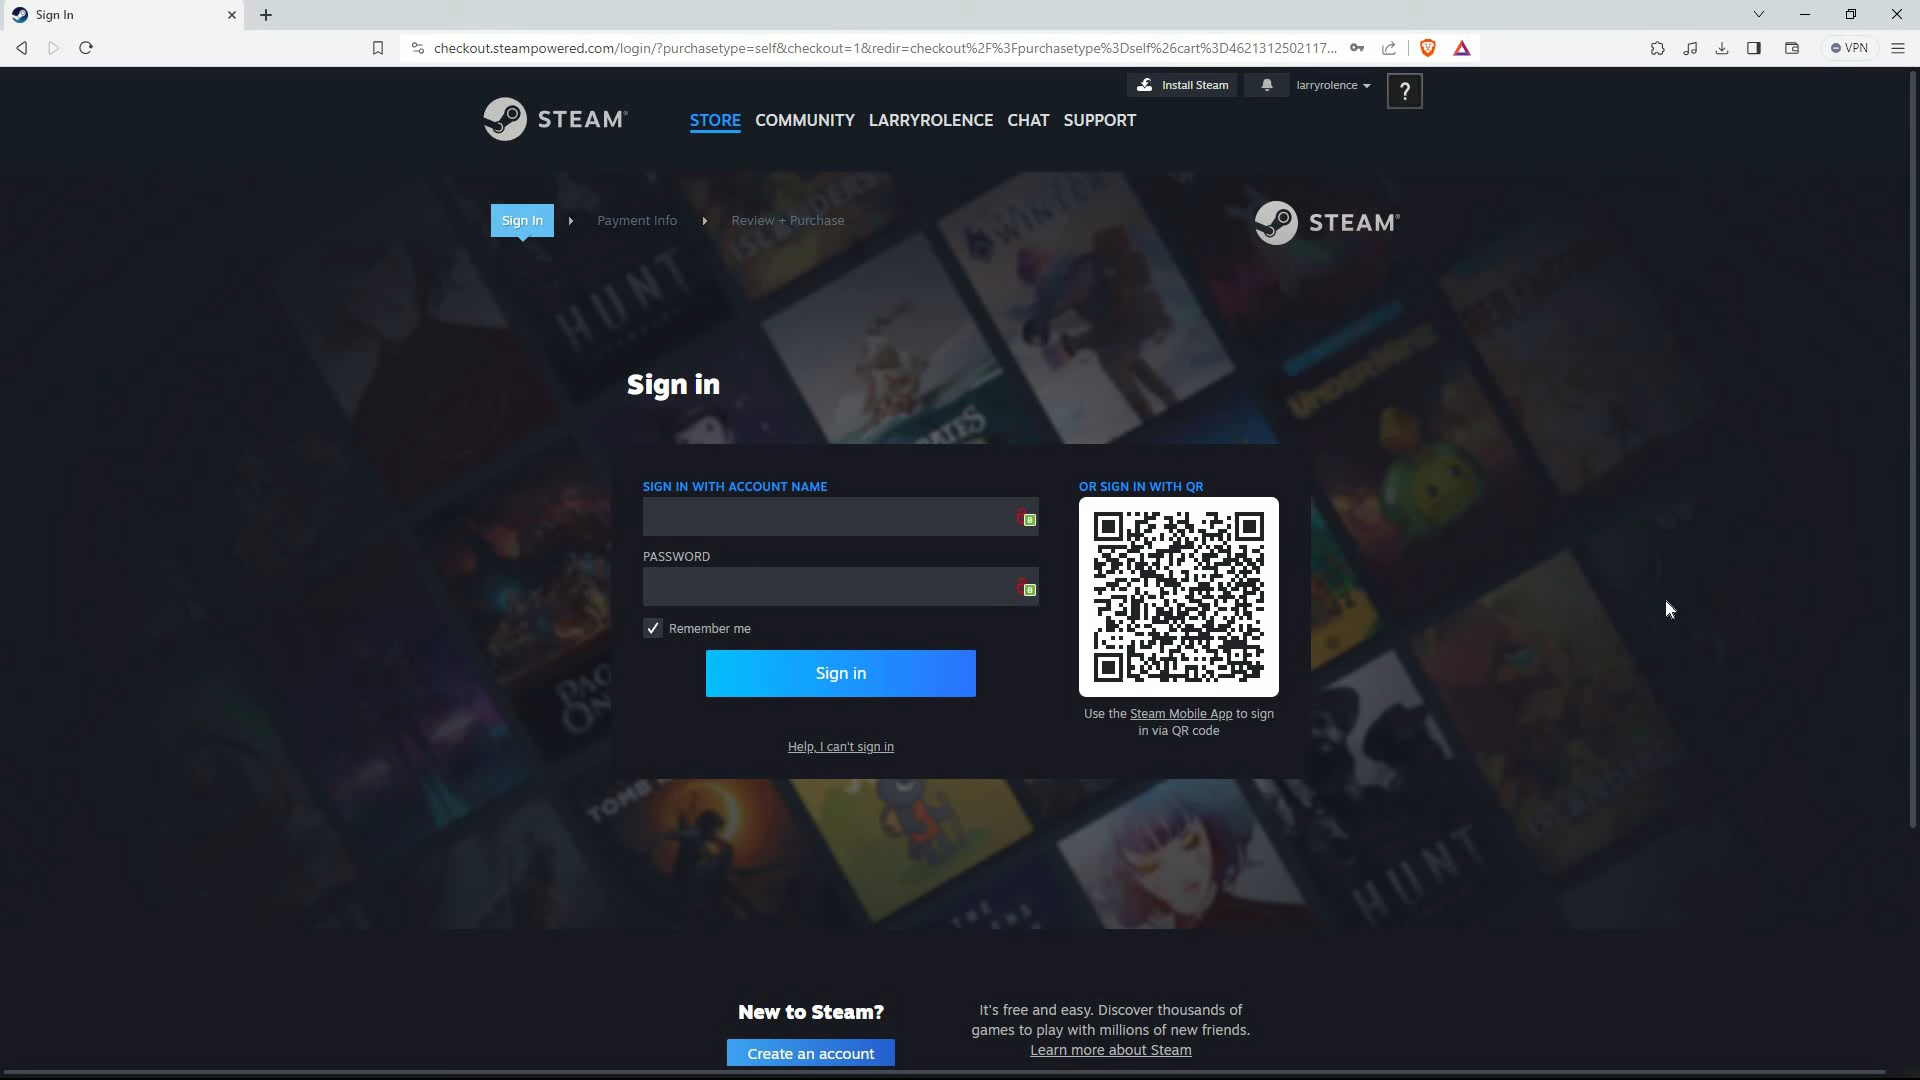 Sign In
checkout.steampowered.com/login/?purchasetype=self&checkout=1&redir=checkout%2F%3Fpurchasetype%3Dself%26cart%3D4621312502117...
VPN
Install Steam
larryrolence
?
STEAM®
STORE COMMUNITY LARRYROLENCE CHAT SUPPORT
Sign In Payment Info Review + Purchase
STEAM®
HUNT
Sign in
SIGN IN WITH ACCOUNT NAME
OR SIGN IN WITH QR
PASSWORD
Remember me
Sign in
Use the Steam Mobile App to sign
in via QR code
Help, I can't sign in
TOMB
HUNT
New to Steam?
It's free and easy. Discover thousands of
games to play with millions of new friends.
Create an account
Learn more about Steam